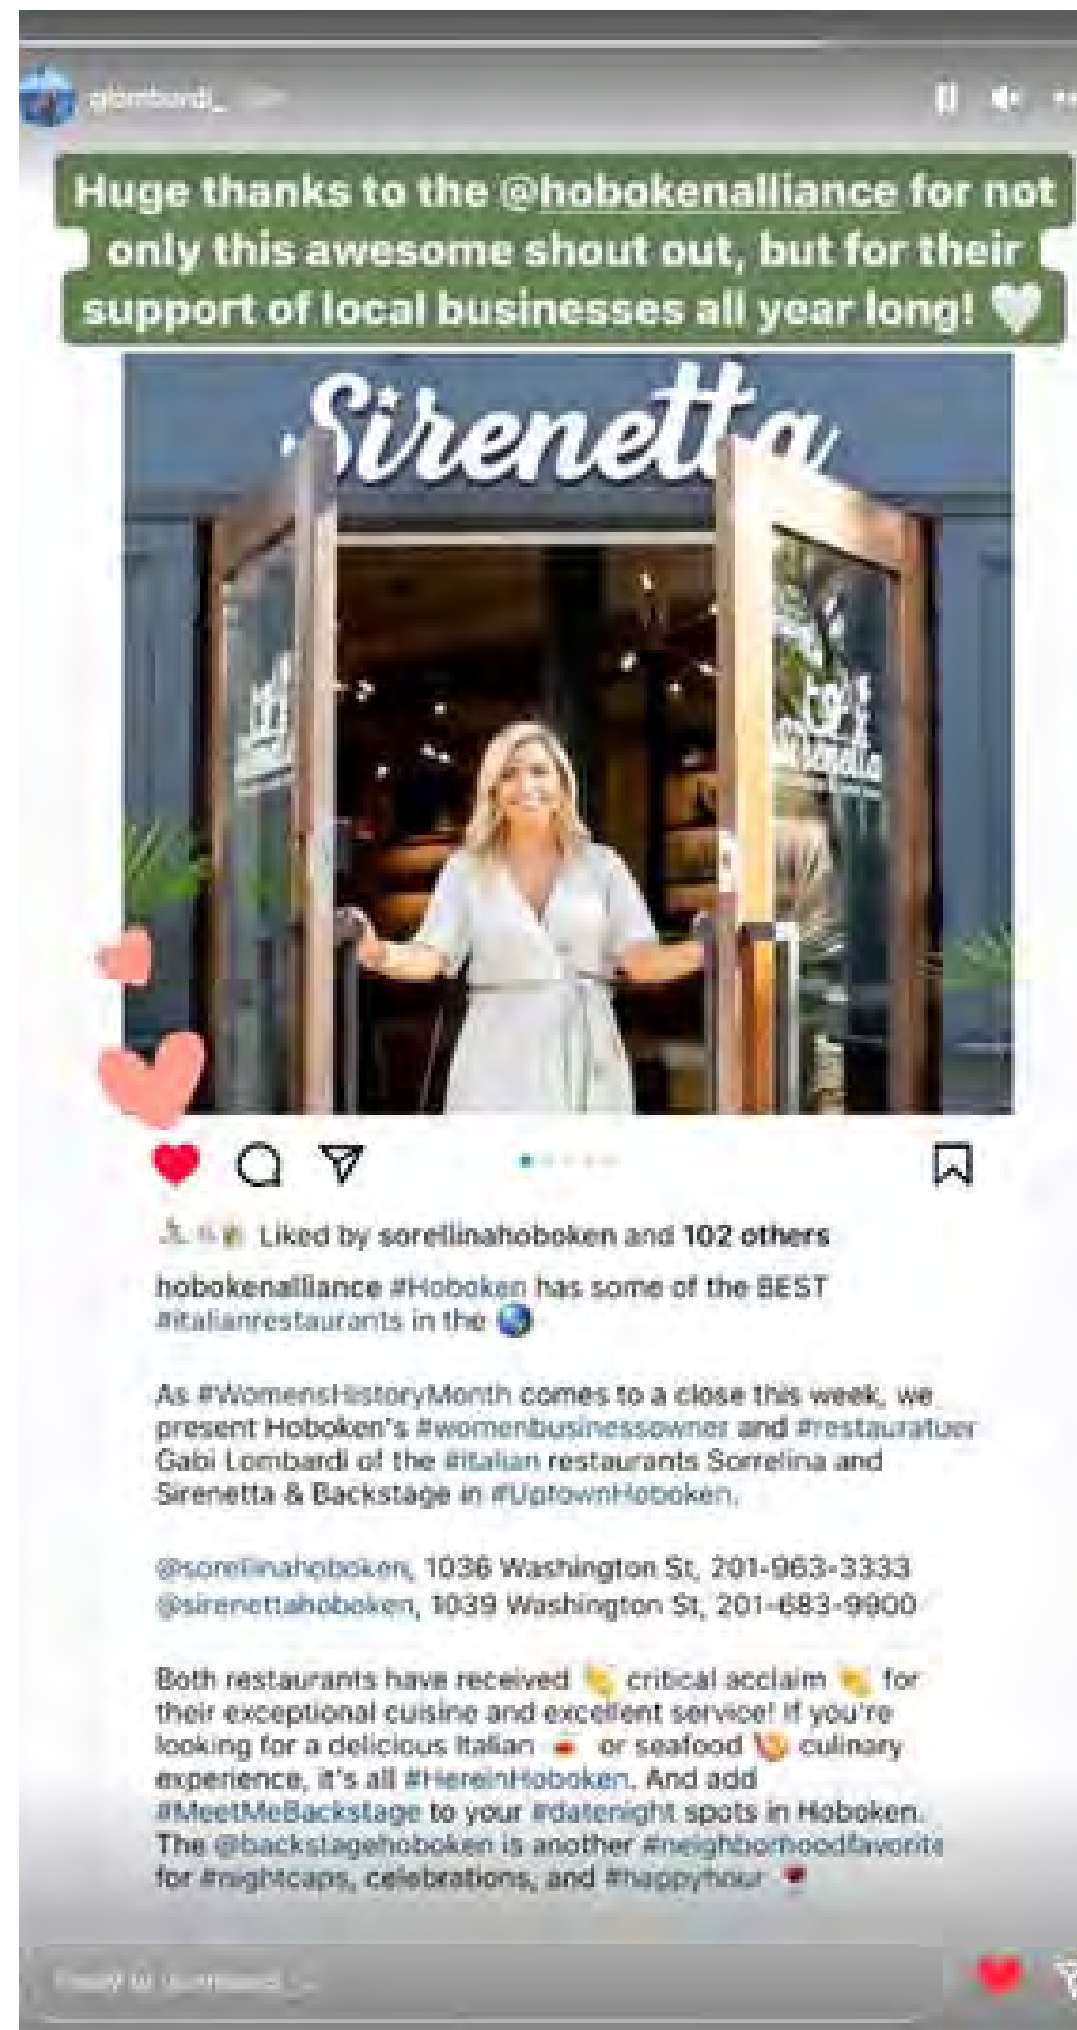 Huge thanks to the @hobokenalliance for not
only this awesome shout out, but for their
support of local businesses all year long! 🤍
Sirenetta
Liked by sorellinahoboken and 102 others
hobokenalliance #Hoboken has some of the BEST
#italianrestaurants in the 🌎
As #WomensHistoryMonth comes to a close this week, we
present Hoboken's #womenbusinessowner and #restauratuer
Gabi Lombardi of the #Italian restaurants Sorrelina and
Sirenetta & Backstage in #UptownHoboken.
@sorellinahoboken, 1036 Washington St, 201-963-3333
@sirenettahoboken, 1039 Washington St, 201-683-9900
Both restaurants have received critical acclaim for
their exceptional cuisine and excellent service! If you're
looking for a delicious Italian or seafood culinary
experience, it's all #HereinHoboken. And add
#MeetMeBackstage to your #datenight spots in Hoboken.
The @backstagehoboken is another #neighborhoodfavorite
for #nightcaps, celebrations, and #happyhour 🍷